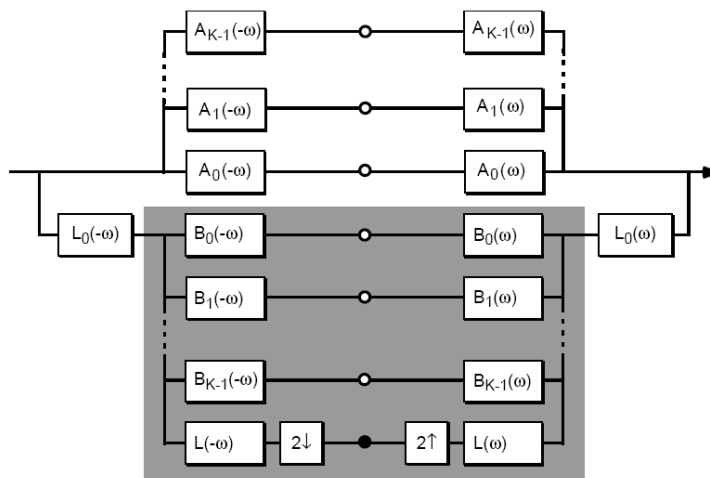 A_{K-1}(-ω) A_{K-1}(ω)
A_1(-ω) A_1(ω)
A_0(-ω) A_0(ω)
L_0(-ω) B_0(-ω) B_0(ω) L_0(ω)
B_1(-ω) B_1(ω)
B_{K-1}(-ω) B_{K-1}(ω)
L(-ω) 2↓ 2↑ L(ω)